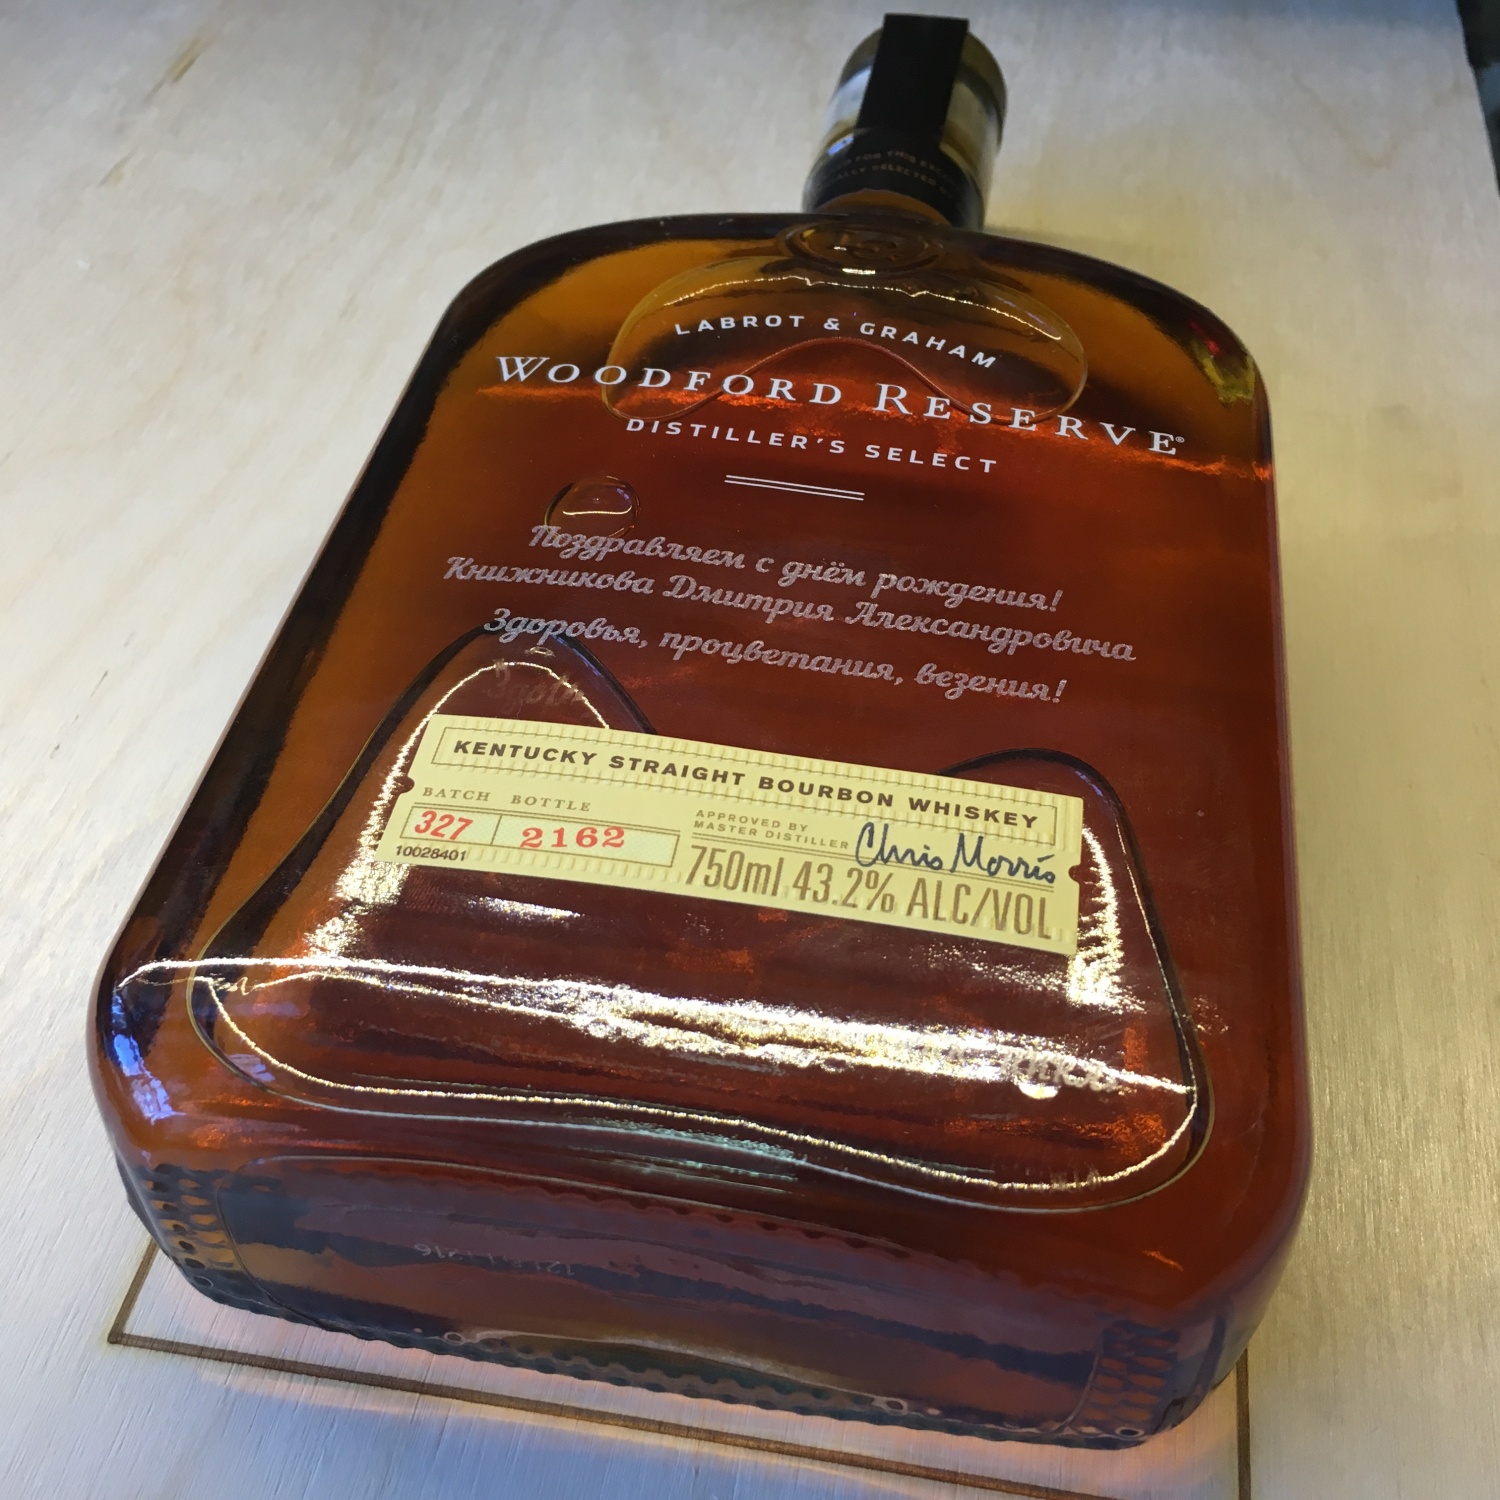 LABROT & GRAHAM
WOODFORD RESERVE®
DISTILLER'S SELECT
Поздравляем с днём рождения!
Книжникова Дмитрия Александровича
Здоровья, процветания, везения!
KENTUCKY STRAIGHT BOURBON WHISKEY
BATCH BOTTLE
327 2162
10028401
APPROVED BY
MASTER DISTILLER Chris Morris
750ml 43.2% ALC/VOL